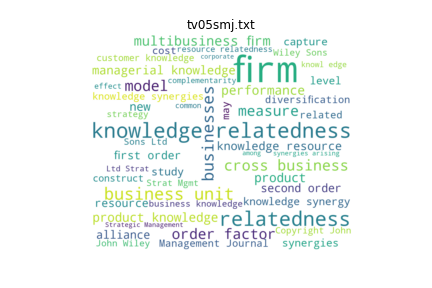 tv05smj.txt
multibusiness firm
capture
cost
resource relatedness
Wiley Sons
customer knowledge
corporate
firm
knowl edge
managerial knowledge
complementarity
level
effect
model
performance
knowledge synergies
diversification
new
common
businesses
may
measure
related
strategy
knowledge relatedness
Sons Ltd
knowledge resource
first order
among
synergies arising
Ltd Strat
study
cross business
construct
Strat Mgmt
product
business unit
second order
resource
business knowledge
knowledge synergy
product knowledge
relatedness
Strategic Management
alliance
order factor
Copyright John
John Wiley
Management Journal
synergies